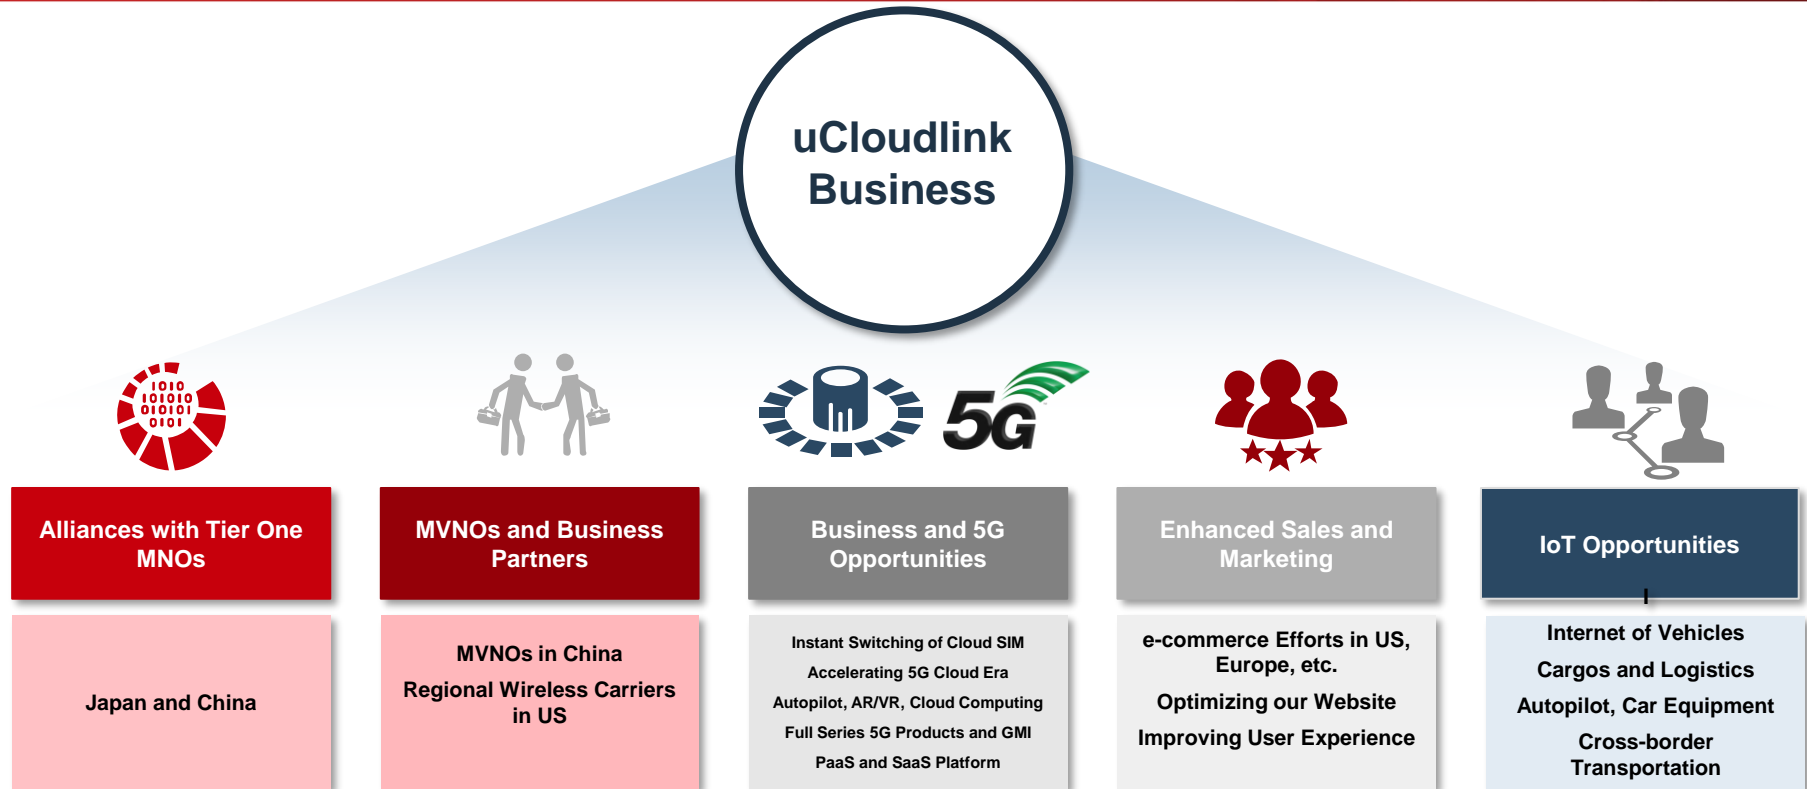 uCloudlink
Business
1010
101010
010101
0101
5G
Alliances with Tier One
MNOs
MVNOs and Business
Partners
Business and 5G
Opportunities
Enhanced Sales and
Marketing
IoT Opportunities
Japan and China
MVNOs in China
Regional Wireless Carriers
in US
Instant Switching of Cloud SIM
Accelerating 5G Cloud Era
Autopilot, AR/VR, Cloud Computing
Full Series 5G Products and GMI
PaaS and SaaS Platform
e-commerce Efforts in US,
Europe, etc.
Optimizing our Website
Improving User Experience
Internet of Vehicles
Cargos and Logistics
Autopilot, Car Equipment
Cross-border
Transportation